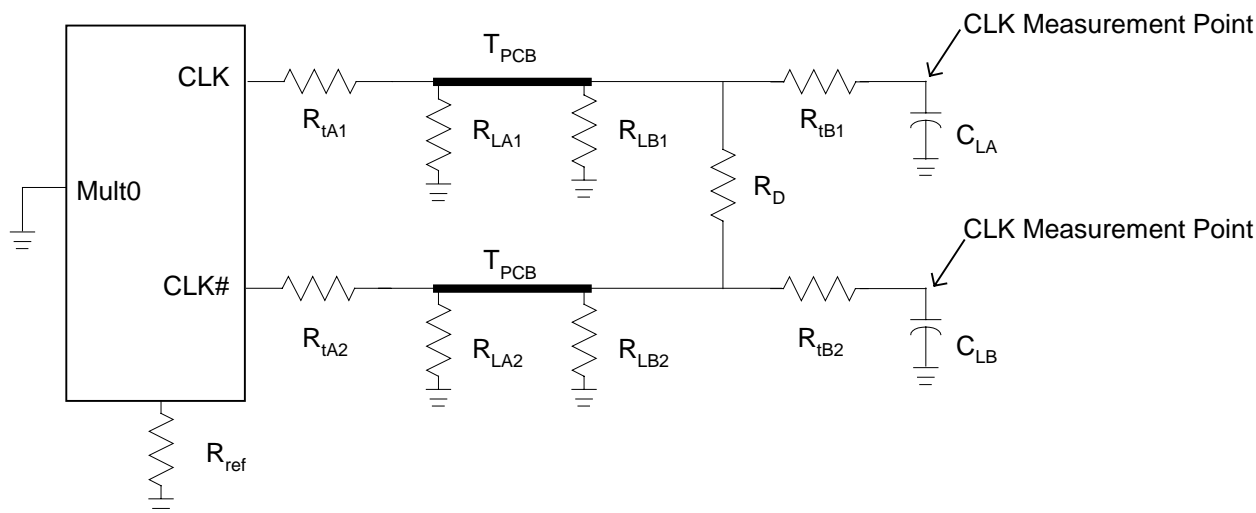 CLK Measurement Point
T_PCB
CLK
R_tA1
R_LA1
R_LB1
R_tB1
C_LA
Mult0
R_D
CLK Measurement Point
T_PCB
CLK#
R_tA2
R_LA2
R_LB2
R_tB2
C_LB
R_ref